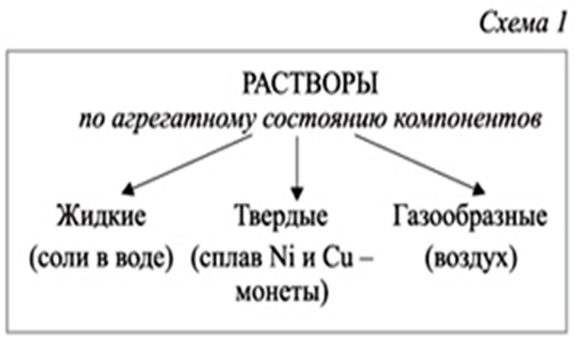 Схема 1
РАСТВОРЫ
по агрегатному состоянию компонентов
Жидкие Твердые Газообразные
(соли в воде) (сплав Ni и Cu – (воздух)
монеты)